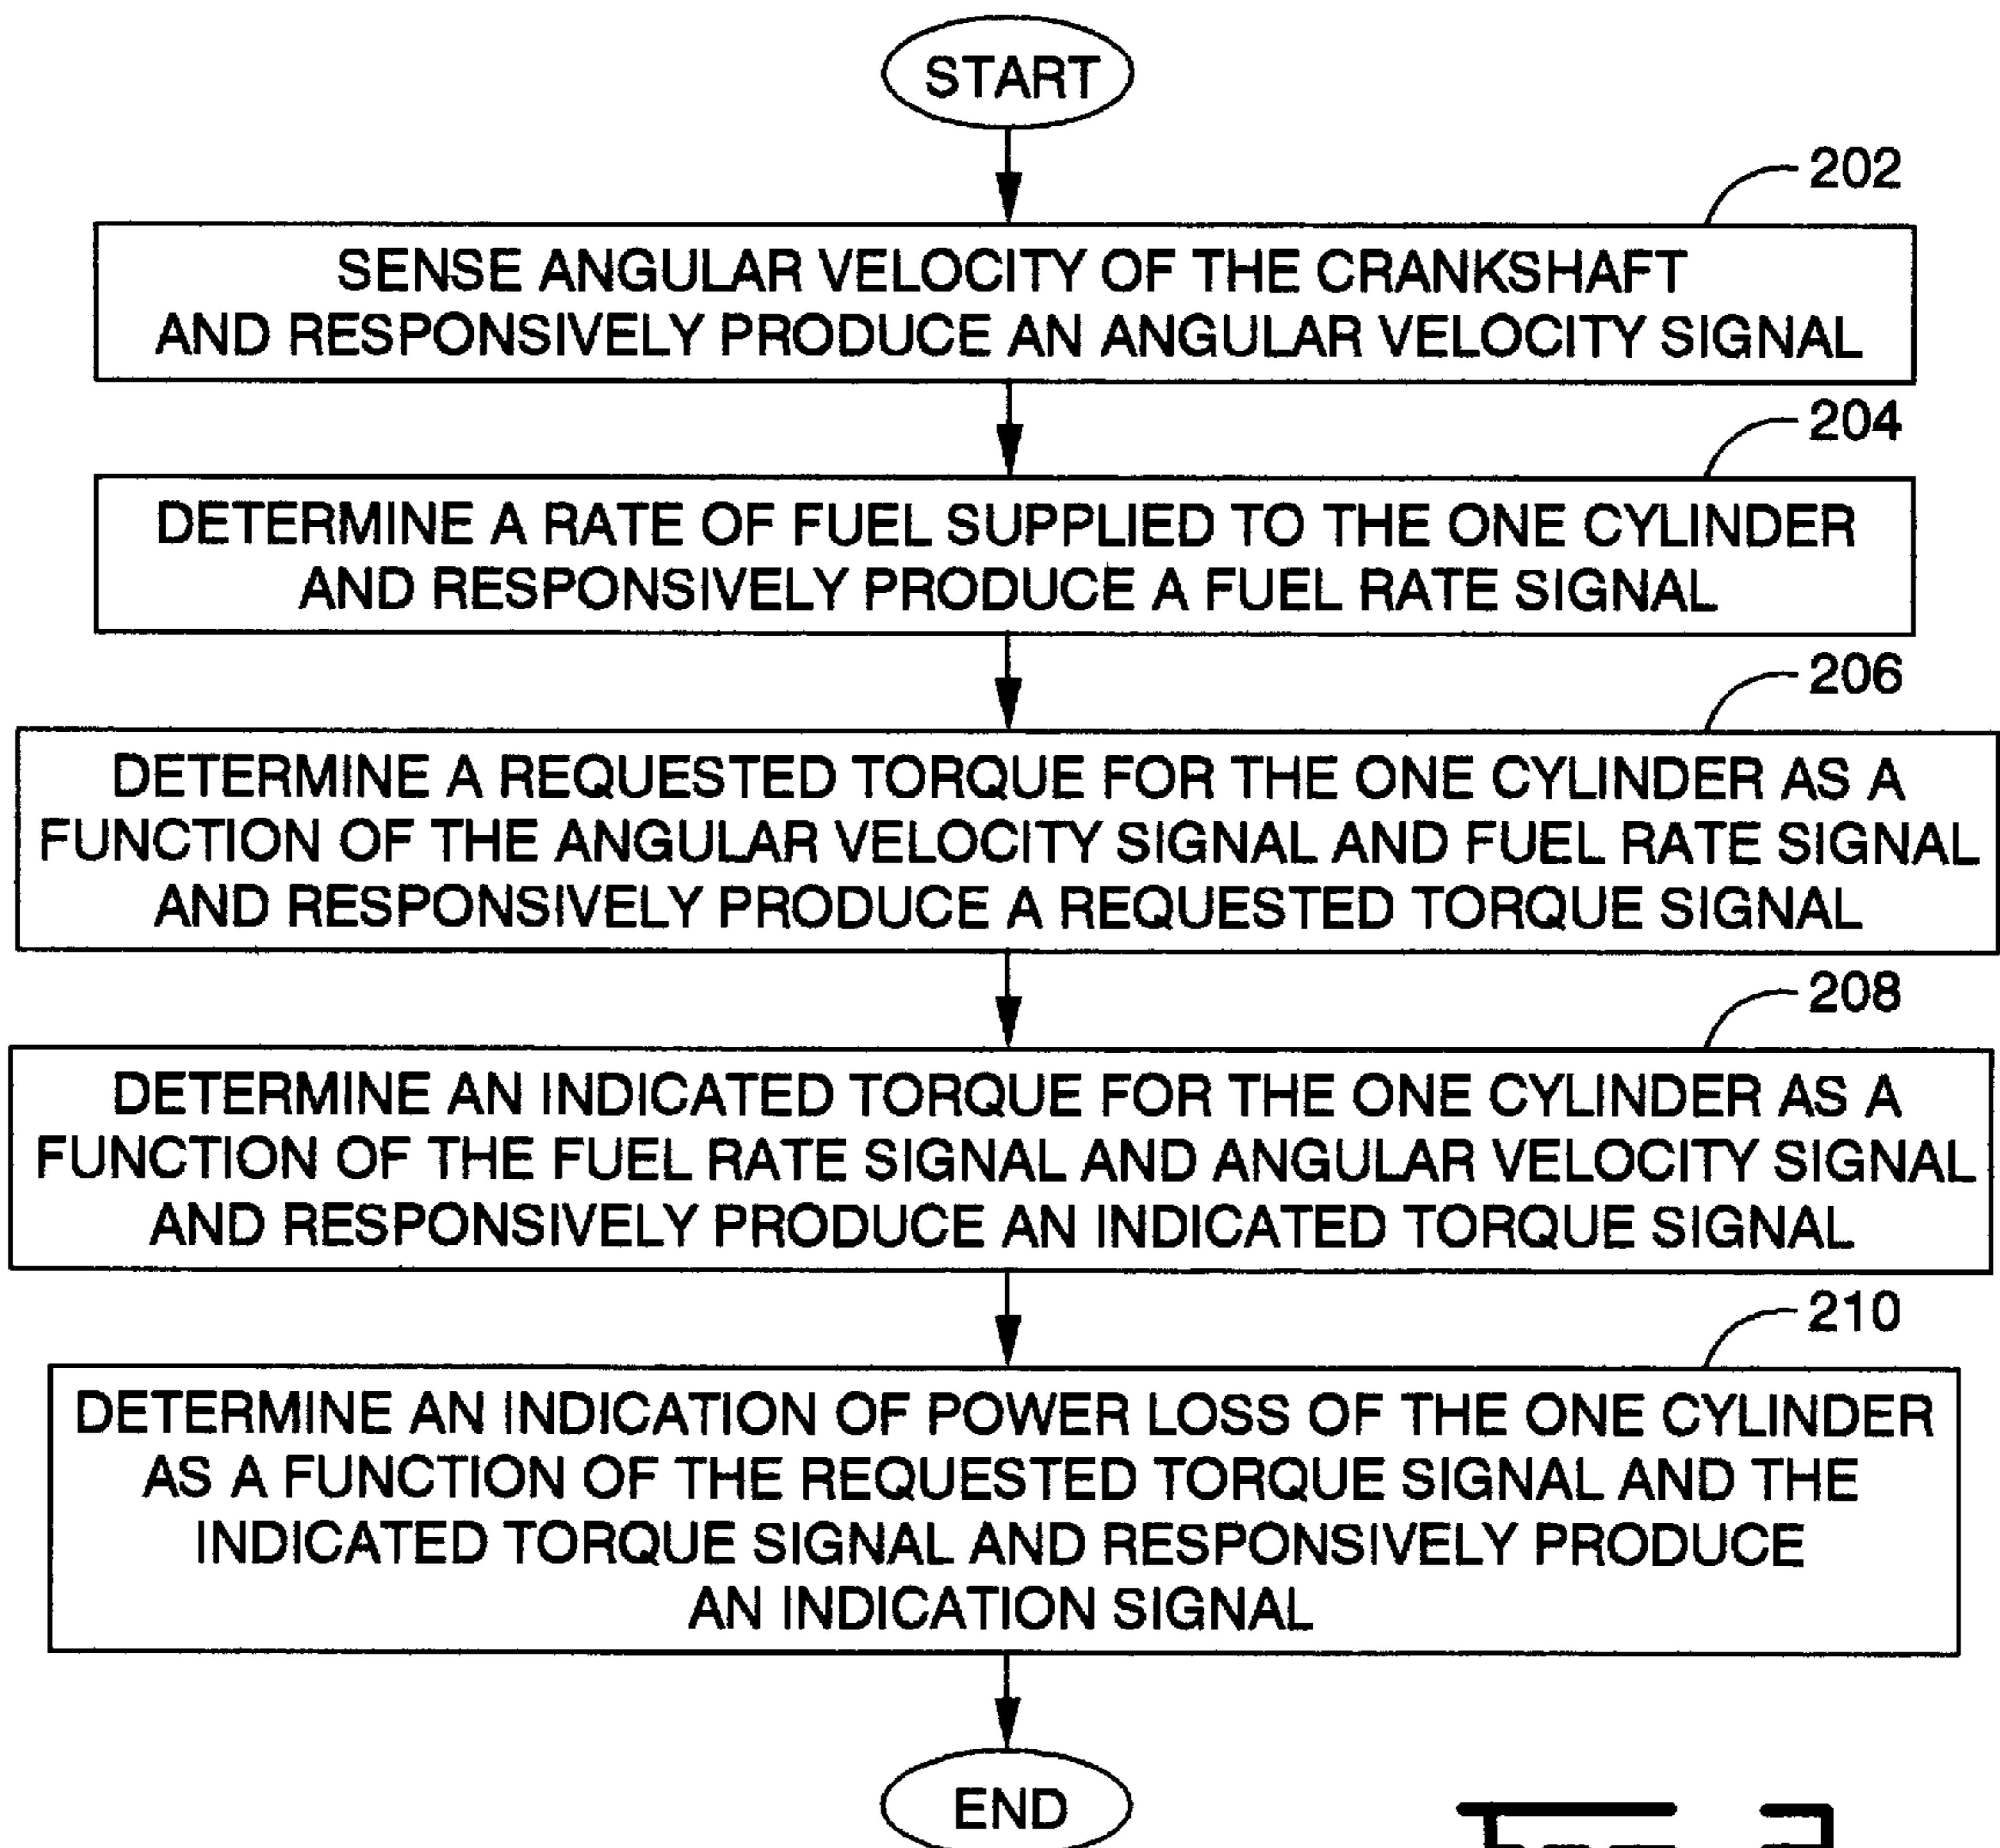 START
202
SENSE ANGULAR VELOCITY OF THE CRANKSHAFT
AND RESPONSIVELY PRODUCE AN ANGULAR VELOCITY SIGNAL
204
DETERMINE A RATE OF FUEL SUPPLIED TO THE ONE CYLINDER
AND RESPONSIVELY PRODUCE A FUEL RATE SIGNAL
206
DETERMINE A REQUESTED TORQUE FOR THE ONE CYLINDER AS A
FUNCTION OF THE ANGULAR VELOCITY SIGNAL AND FUEL RATE SIGNAL
AND RESPONSIVELY PRODUCE A REQUESTED TORQUE SIGNAL
208
DETERMINE AN INDICATED TORQUE FOR THE ONE CYLINDER AS A
FUNCTION OF THE FUEL RATE SIGNAL AND ANGULAR VELOCITY SIGNAL
AND RESPONSIVELY PRODUCE AN INDICATED TORQUE SIGNAL
210
DETERMINE AN INDICATION OF POWER LOSS OF THE ONE CYLINDER
AS A FUNCTION OF THE REQUESTED TORQUE SIGNAL AND THE
INDICATED TORQUE SIGNAL AND RESPONSIVELY PRODUCE
AN INDICATION SIGNAL
END